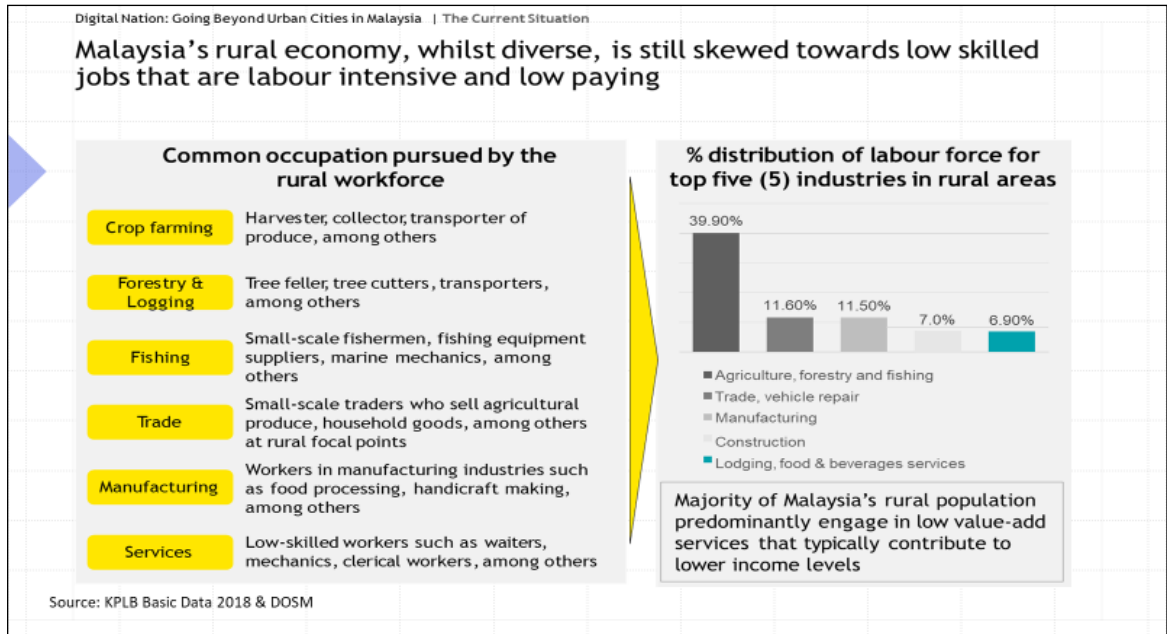 Digital Nation: Going Beyond Urban Cities in Malaysia | The Current Situation
Malaysia's rural economy, whilst diverse, is still skewed towards low skilled
jobs that are labour intensive and low paying
Common occupation pursued by the
rural workforce
Crop farming
Harvester, collector, transporter of
produce, among others
Forestry &
Logging
Tree feller, tree cutters, transporters,
among others
Fishing
Small-scale fishermen, fishing equipment
suppliers, marine mechanics, among
others
Trade
Small-scale traders who sell agricultural
produce, household goods, among others
at rural focal points
Manufacturing
Workers in manufacturing industries such
as food processing, handicraft making,
among others
Services
Low-skilled workers such as waiters,
mechanics, clerical workers, among others
% distribution of labour force for
top five (5) industries in rural areas
39.90%
11.60%
11.50%
7.0%
6.90%
Agriculture, forestry and fishing
Trade, vehicle repair
Manufacturing
Construction
Lodging, food & beverages services
Majority of Malaysia's rural population
predominantly engage in low value-add
services that typically contribute to
lower income levels
Source: KPLB Basic Data 2018 & DOSM